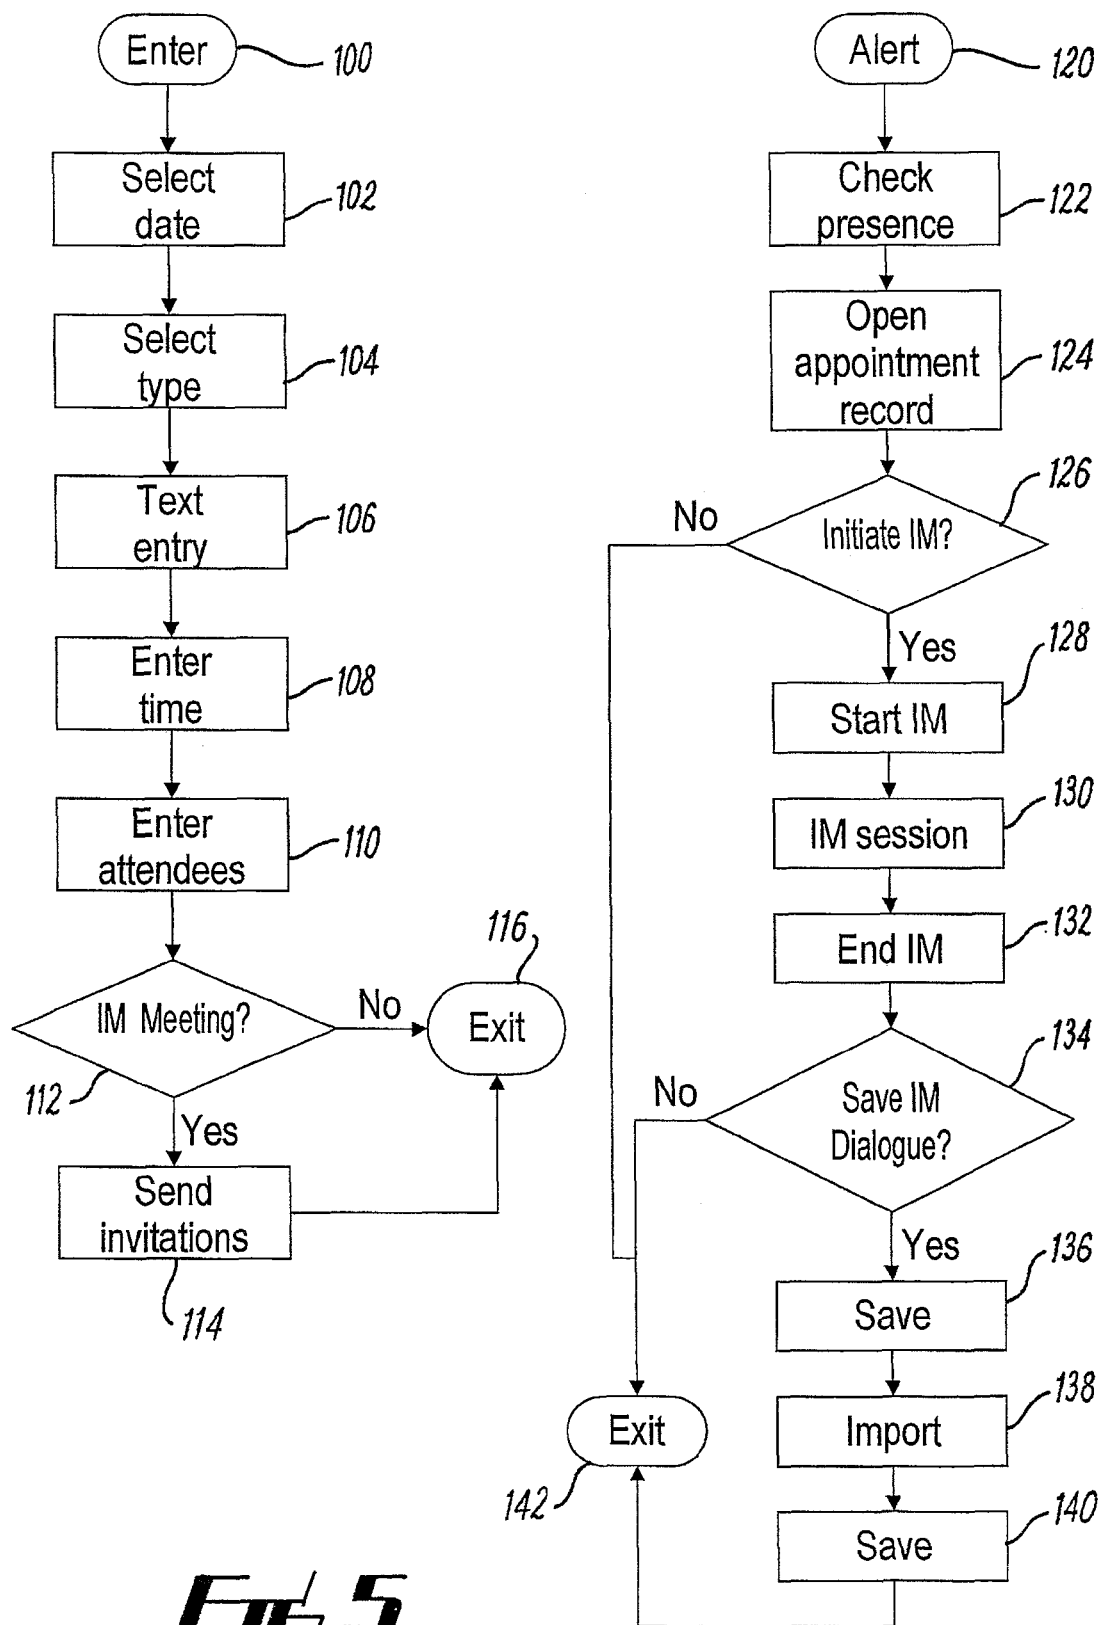 Enter
100
Select
date
102
Select
type
104
Text
entry
106
Enter
time
108
Enter
attendees
110
IM Meeting?
112
No
Exit
116
Yes
Send
invitations
114
Alert
120
Check
presence
122
Open
appointment
record
124
Initiate IM?
126
No
Yes
Start IM
128
IM session
130
End IM
132
Save IM
Dialogue?
134
No
Yes
Save
136
Import
138
Save
140
Exit
142